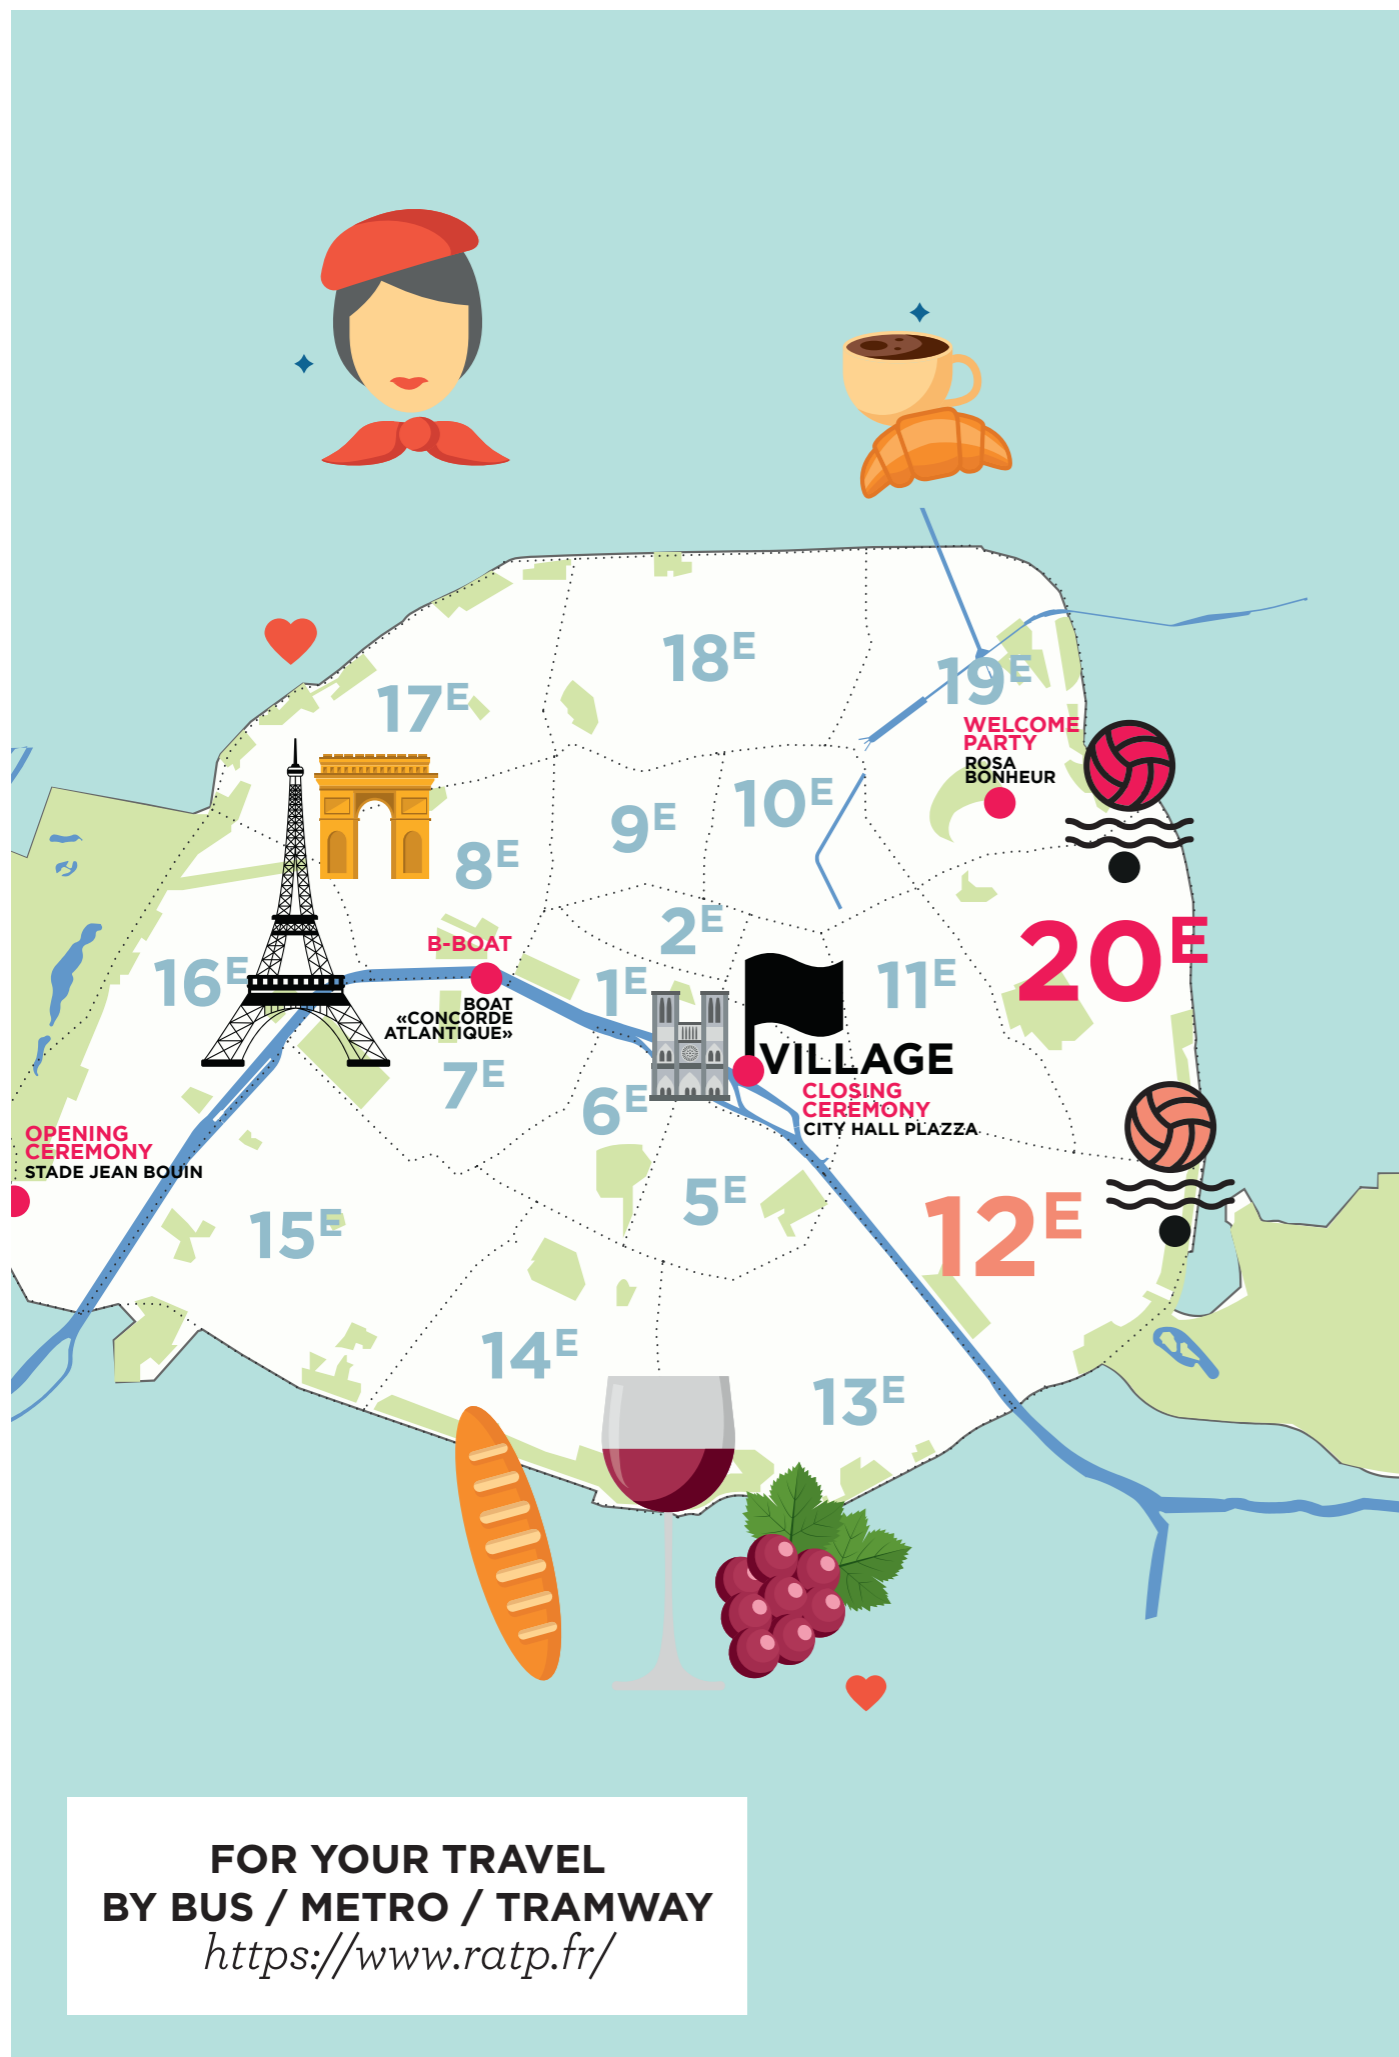 18E
19E
17E
WELCOME
PARTY
ROSA
BONHEUR
10E
9E
8E
2E
B-BOAT
20E
16E
1E
11E
BOAT
«CONCORDE
ATLANTIQUE»
VILLAGE
7E
6E
CLOSING
CEREMONY
CITY HALL PLAZZA
OPENING
CEREMONY
STADE JEAN BOUIN
5E
12E
15E
14E
13E
FOR YOUR TRAVEL
BY BUS / METRO / TRAMWAY
https://www.ratp.fr/